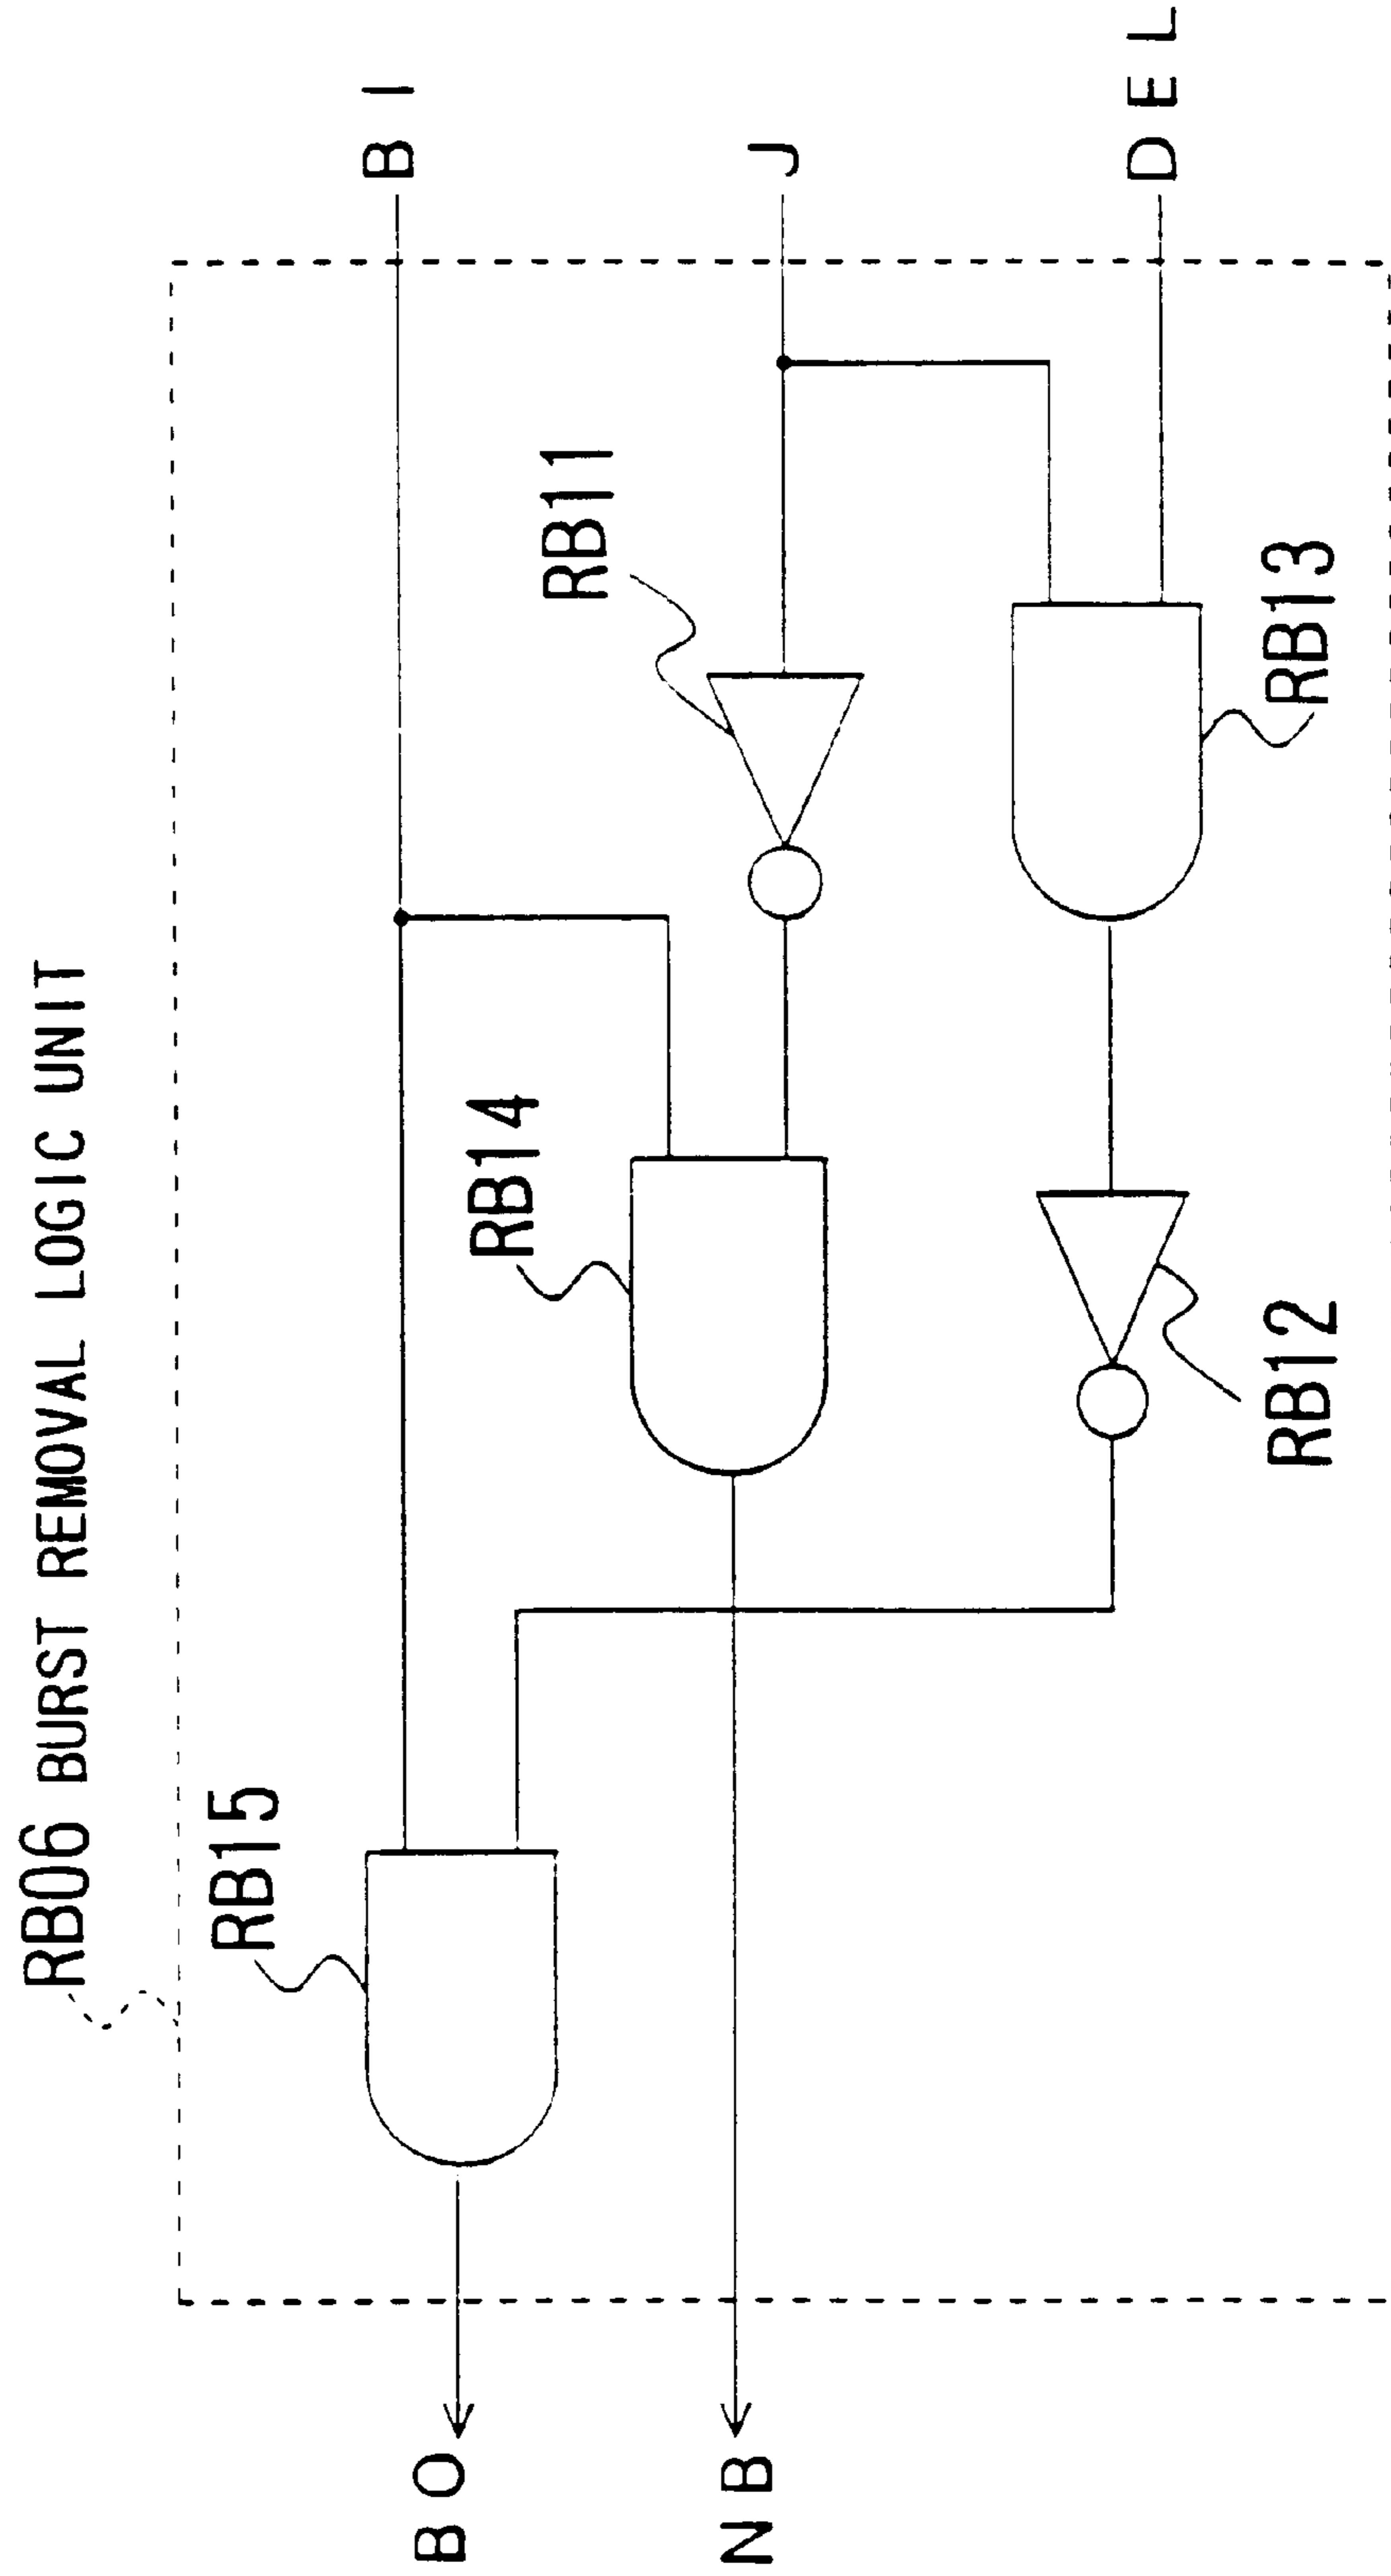 RB06 BURST REMOVAL LOGIC UNIT
RB15
RB14
RB11
RB12
RB13
BO
NB
BI
J
DEL